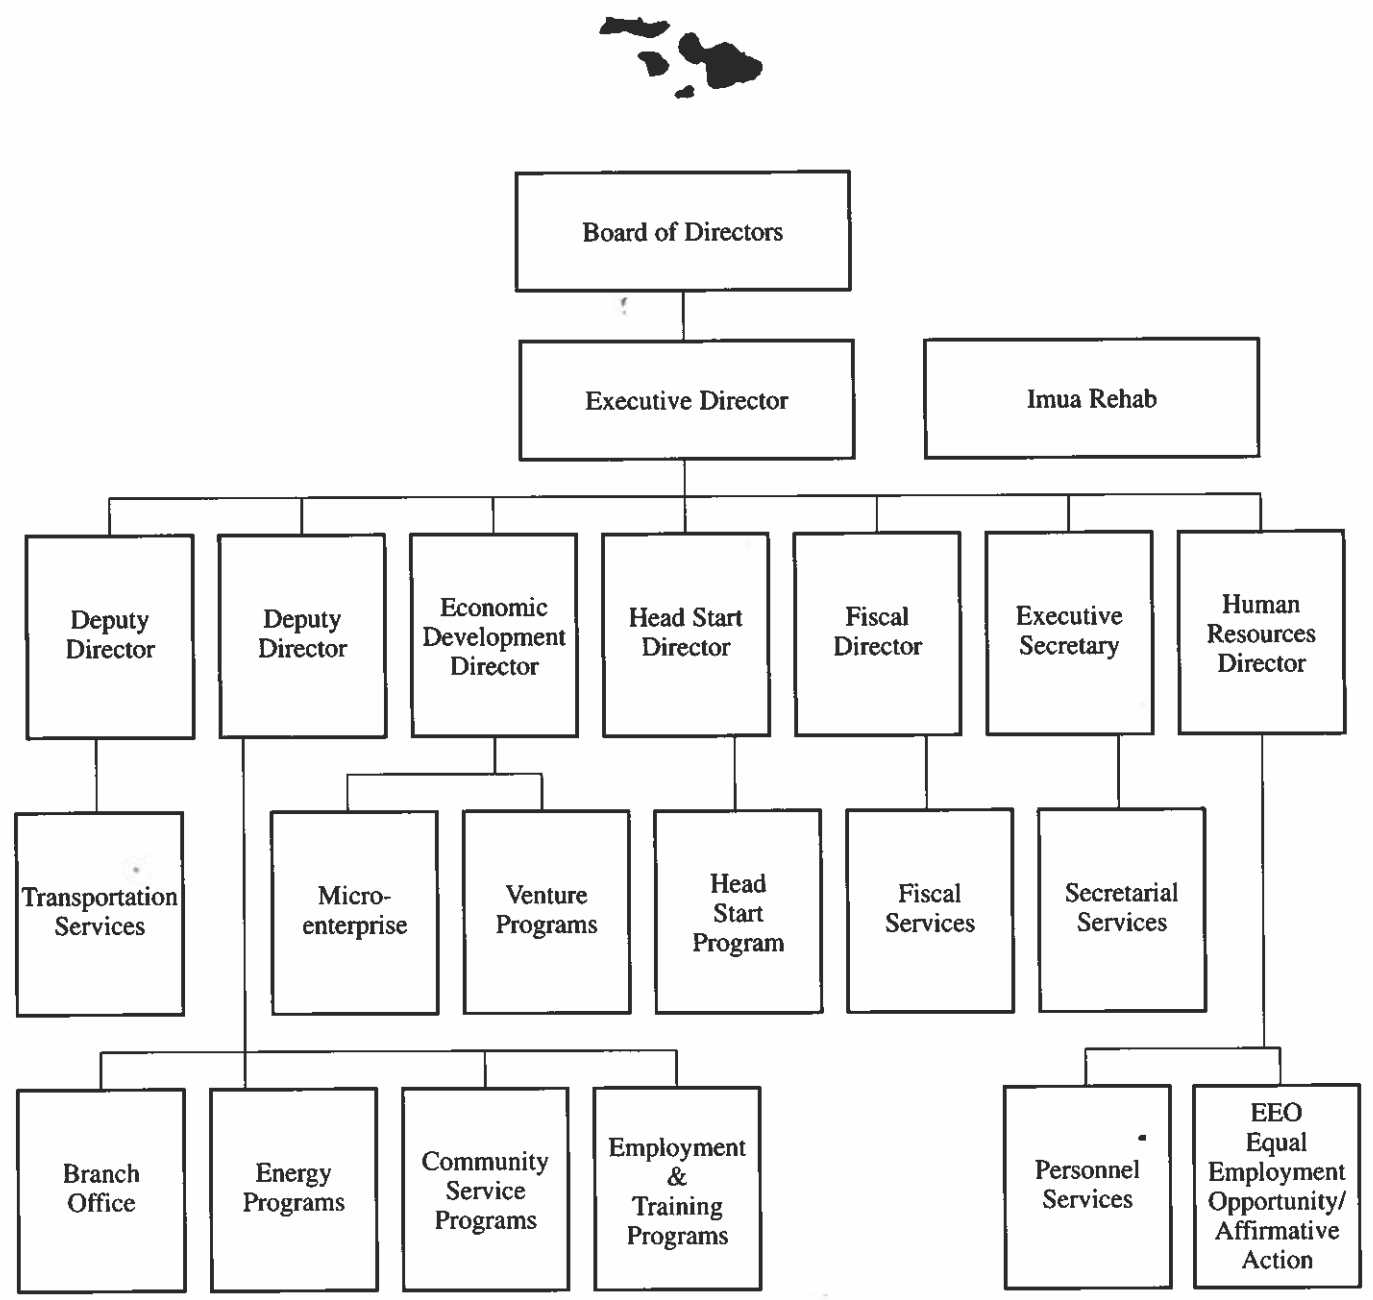 Board of Directors
Executive Director
Imua Rehab
Deputy
Director
Deputy
Director
Economic
Development
Director
Head Start
Director
Fiscal
Director
Executive
Secretary
Human
Resources
Director
Transportation
Services
Micro-
enterprise
Venture
Programs
Head
Start
Program
Fiscal
Services
Secretarial
Services
Branch
Office
Energy
Programs
Community
Service
Programs
Employment
&
Training
Programs
Personnel
Services
EEO
Equal
Employment
Opportunity/
Affirmative
Action